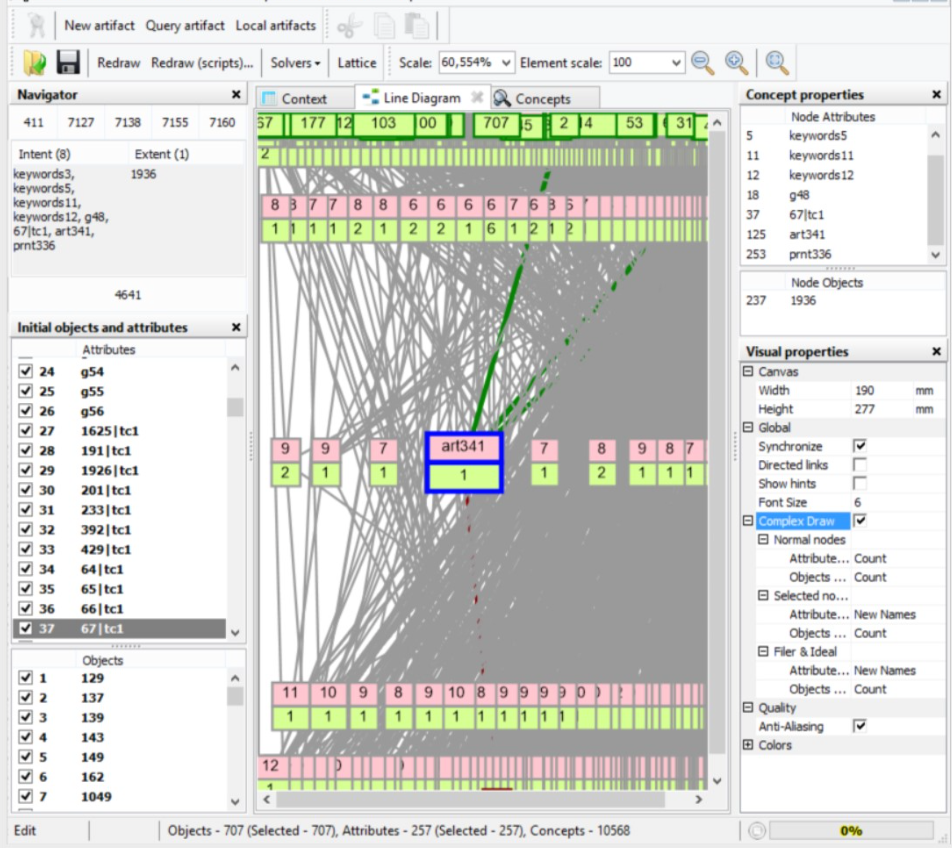 New artifact Query artifact Local artifacts
Redraw Redraw (scripts)... Solvers Lattice Scale: 60,554% Element scale: 100
Navigator
411 7127 7138 7155 7160
Intent (8) Extent (1)
keywords3, 1936
keywords5,
keywords11,
keywords12, g48,
67|tc1, art341,
prnt336
4641
Initial objects and attributes
Attributes
24 g54
25 g55
26 g56
27 1625|tc1
28 191|tc1
29 1926|tc1
30 201|tc1
31 233|tc1
32 392|tc1
33 429|tc1
34 64|tc1
35 65|tc1
36 66|tc1
37 67|tc1
Objects
1 129
2 137
3 139
4 143
5 149
6 162
7 1049
Context Line Diagram Concepts
67 177 12 103 00 707 2 53 31
2
8 8 7 7 8 8 6 6 6 6 7 6 8 6
1 1 1 1 2 1 2 2 1 6 1 2 1 2
9 9 7 art341 7 8 9 8 7
2 1 1 1 1 2 1 1 1
11 10 9 8 9 10 8 9 9 9 9
1 1 1 1 1 1 1 1 1 1 1
12
1
Concept properties
Node Attributes
5 keywords5
11 keywords11
12 keywords12
18 g48
37 67|tc1
125 art341
253 prnt336
Node Objects
237 1936
Visual properties
Canvas
Width 190 mm
Height 277 mm
Global
Synchronize
Directed links
Show hints
Font Size 6
Complex Draw
Normal nodes
Attribute... Count
Objects ... Count
Selected no...
Attribute... New Names
Objects ... Count
Filer & Ideal
Attribute... New Names
Objects ... Count
Quality
Anti-Aliasing
Colors
Edit Objects - 707 (Selected - 707), Attributes - 257 (Selected - 257), Concepts - 10568 0%